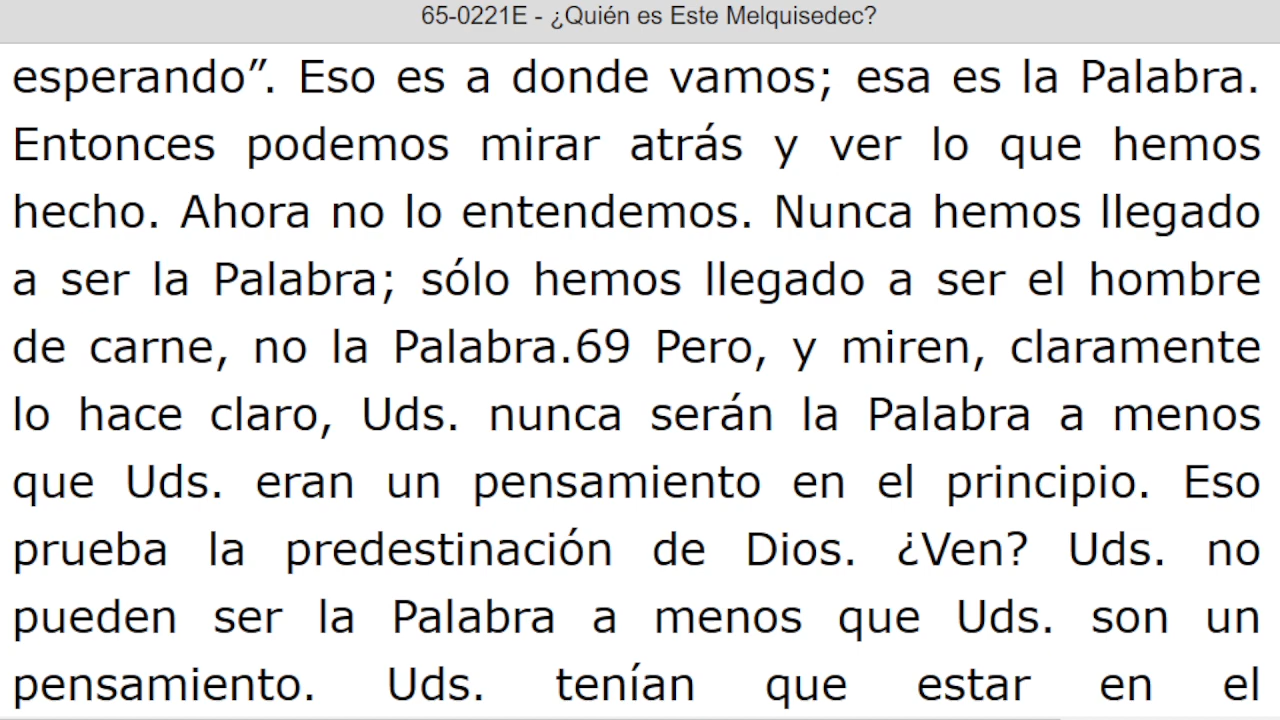 65-0221E - ¿Quién es Este Melquisedec?
esperando”. Eso es a donde vamos; esa es la Palabra.
Entonces podemos mirar atrás y ver lo que hemos
hecho. Ahora no lo entendemos. Nunca hemos llegado
a ser la Palabra; sólo hemos llegado a ser el hombre
de carne, no la Palabra.69 Pero, y miren, claramente
lo hace claro, Uds. nunca serán la Palabra a menos
que Uds. eran un pensamiento en el principio. Eso
prueba la predestinación de Dios. ¿Ven? Uds. no
pueden ser la Palabra a menos que Uds. son un
pensamiento. Uds. tenían que estar en el